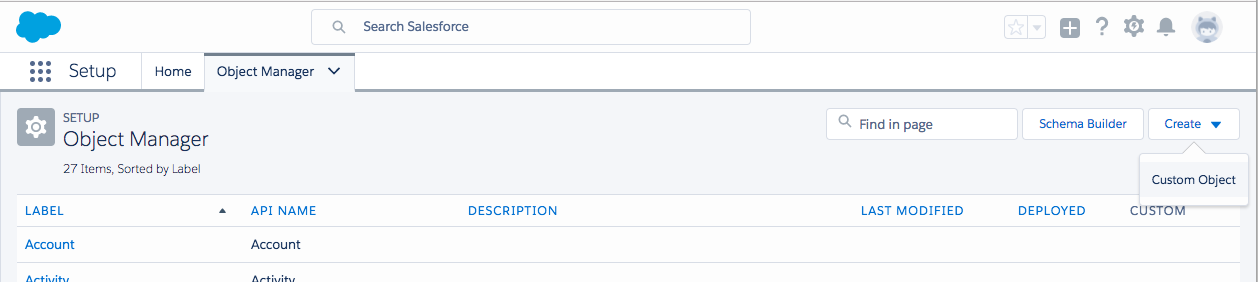 Search Salesforce
Setup Home Object Manager
SETUP
Object Manager
27 Items, Sorted by Label
Find in page Schema Builder Create
Custom Object
LABEL API NAME DESCRIPTION LAST MODIFIED DEPLOYED CUSTOM
Account Account
Activity Activity